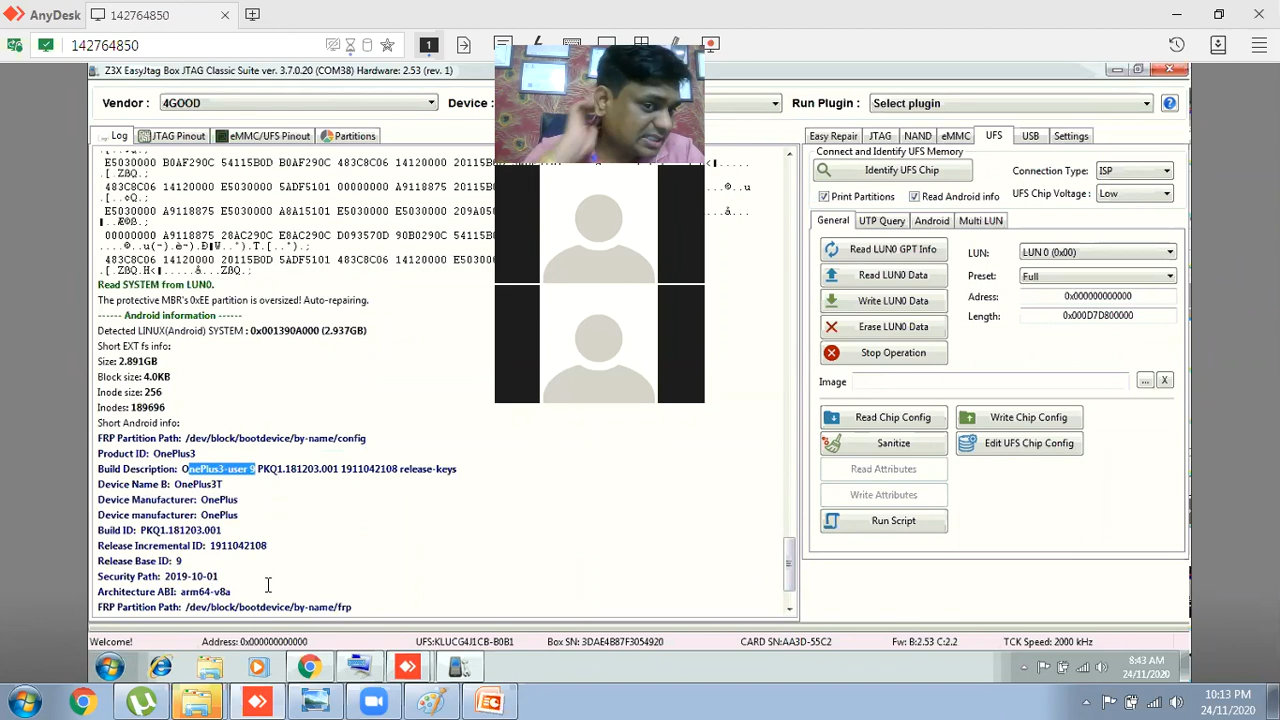 AnyDesk
142764850
142764850
1
Z3X EasyJtag Box JTAG Classic Suite ver. 3.7.0.20 (COM38) Hardware: 2.53 (rev. 1)
Vendor :
4GOOD
Device
Run Plugin :
Select plugin
Log
JTAG Pinout
eMMC/UFS Pinout
Partitions
E5030000 B0AF290C 54115B0D B0AF290C 483C8C06 14120000
483C8C06 14120000 E5030000 5ADF5101 00000000 A9118875
E5030000 A9118875 A8A15101 E5030000
00000000 A9118875 28AC290C E8AC290C D093570D 90B0290C
483C8C06 14120000 20115B0D 5ADF5101 483C8C06 14120000
Read SYSTEM from LUN0.
The protective MBR's 0xEE partition is oversized! Auto-repairing.
------ Android information ------
Detected LINUX(Android) SYSTEM : 0x001390A000 (2.937GB)
Short EXT fs info:
Size: 2.891GB
Block size: 4.0KB
Inode size: 256
Inodes: 189696
Short Android info:
FRP Partition Path: /dev/block/bootdevice/by-name/config
Product ID: OnePlus3
Build Description: OnePlus3-user 9 PKQ1.181203.001 1911042108 release-keys
Device Name B: OnePlus3T
Device Manufacturer: OnePlus
Device manufacturer: OnePlus
Build ID: PKQ1.181203.001
Release Incremental ID: 1911042108
Release Base ID: 9
Security Path: 2019-10-01
Architecture ABI: arm64-v8a
FRP Partition Path: /dev/block/bootdevice/by-name/frp
Easy Repair
JTAG
NAND
eMMC
UFS
USB
Settings
Connect and Identify UFS Memory
Identify UFS Chip
Connection Type:
ISP
Print Partitions
Read Android info
UFS Chip Voltage :
Low
General
UTP Query
Android
Multi LUN
Read LUN0 GPT Info
LUN:
LUN 0 (0x00)
Read LUN0 Data
Preset:
Full
Write LUN0 Data
Adress:
0x000000000000
Erase LUN0 Data
Length:
0x000D7D800000
Stop Operation
Image
...
X
Read Chip Config
Write Chip Config
Sanitize
Edit UFS Chip Config
Read Attributes
Write Attributes
Run Script
Welcome!
Address: 0x000000000000
UFS:KLUCG4J1CB-B0B1
Box SN: 3DAE4B87F3054920
CARD SN:AA3D-55C2
Fw: B:2.53 C:2.2
TCK Speed: 2000 kHz
8:43 AM
24/11/2020
10:13 PM
24/11/2020